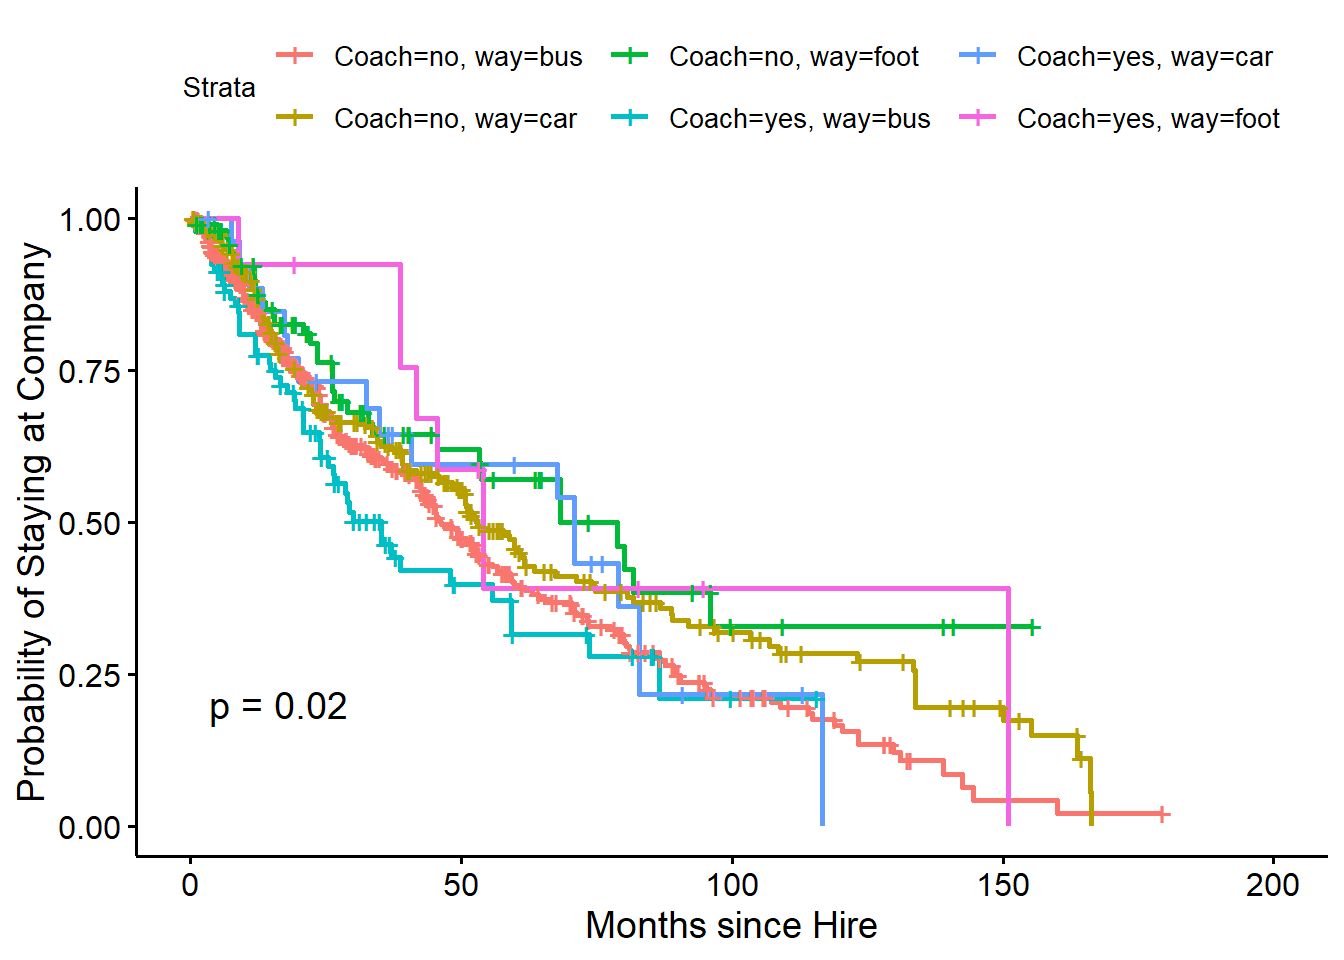 Strata
Coach=no, way=bus
Coach=no, way=foot
Coach=yes, way=car
Coach=no, way=car
Coach=yes, way=bus
Coach=yes, way=foot
Probability of Staying at Company
1.00
0.75
0.50
0.25
0.00
p = 0.02
0 50 100 150 200
Months since Hire